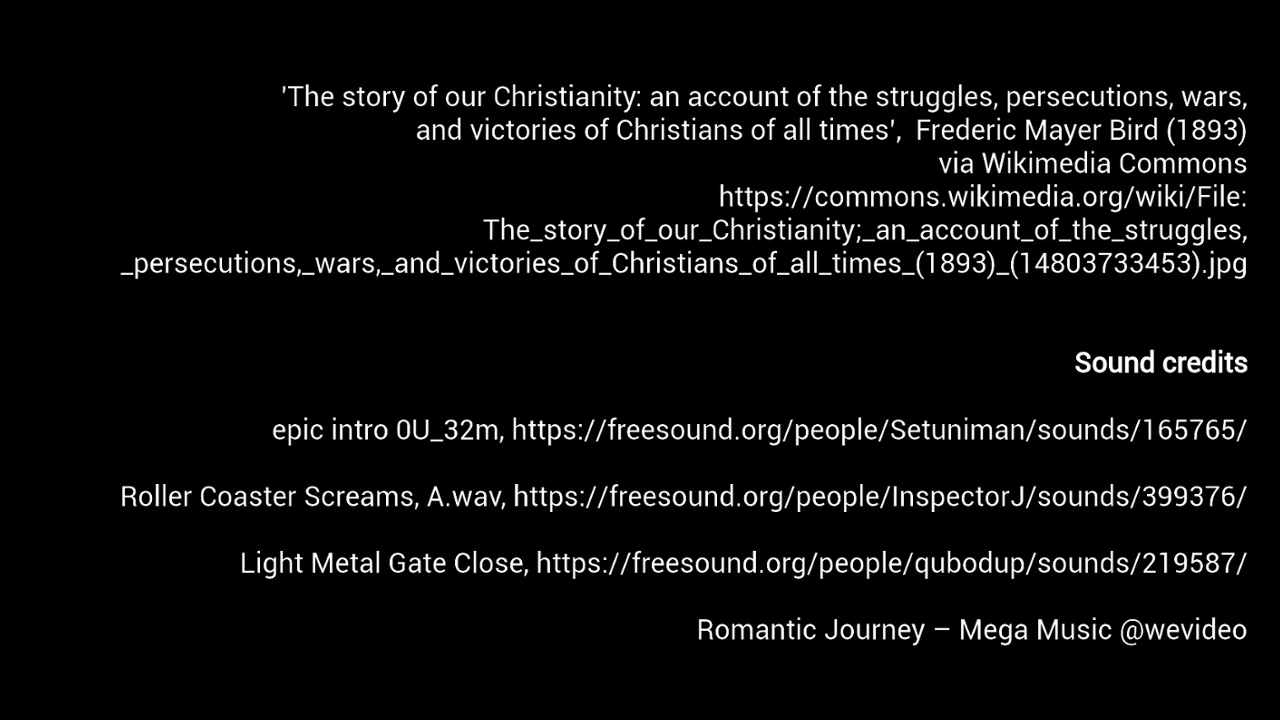 'The story of our Christianity: an account of the struggles, persecutions, wars,
and victories of Christians of all times',  Frederic Mayer Bird (1893)
via Wikimedia Commons
https://commons.wikimedia.org/wiki/File:
The_story_of_our_Christianity;_an_account_of_the_struggles,
_persecutions,_wars,_and_victories_of_Christians_of_all_times_(1893)_(14803733453).jpg
Sound credits
epic intro 0U_32m, https://freesound.org/people/Setuniman/sounds/165765/
Roller Coaster Screams, A.wav, https://freesound.org/people/InspectorJ/sounds/399376/
Light Metal Gate Close, https://freesound.org/people/qubodup/sounds/219587/
Romantic Journey – Mega Music @wevideo